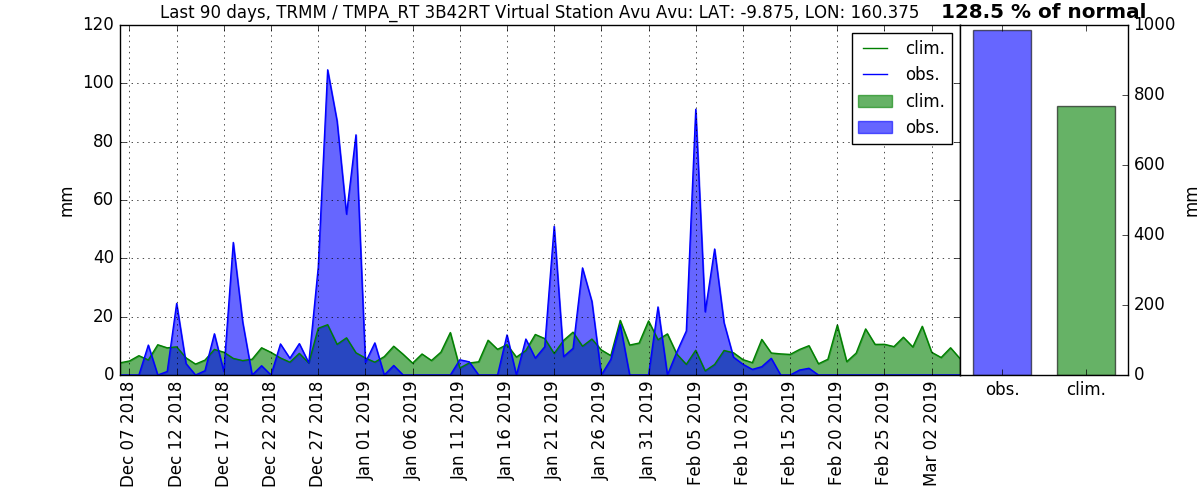 Last 90 days, TRMM / TMPA_RT 3B42RT Virtual Station Avu Avu: LAT: -9.875, LON: 160.375
128.5 % of normal
120
100
80
60
40
20
0
mm
clim.
obs.
clim.
obs.
Dec 07 2018
Dec 12 2018
Dec 17 2018
Dec 22 2018
Dec 27 2018
Jan 01 2019
Jan 06 2019
Jan 11 2019
Jan 16 2019
Jan 21 2019
Jan 26 2019
Jan 31 2019
Feb 05 2019
Feb 10 2019
Feb 15 2019
Feb 20 2019
Feb 25 2019
Mar 02 2019
1000
800
600
400
200
0
mm
obs.
clim.